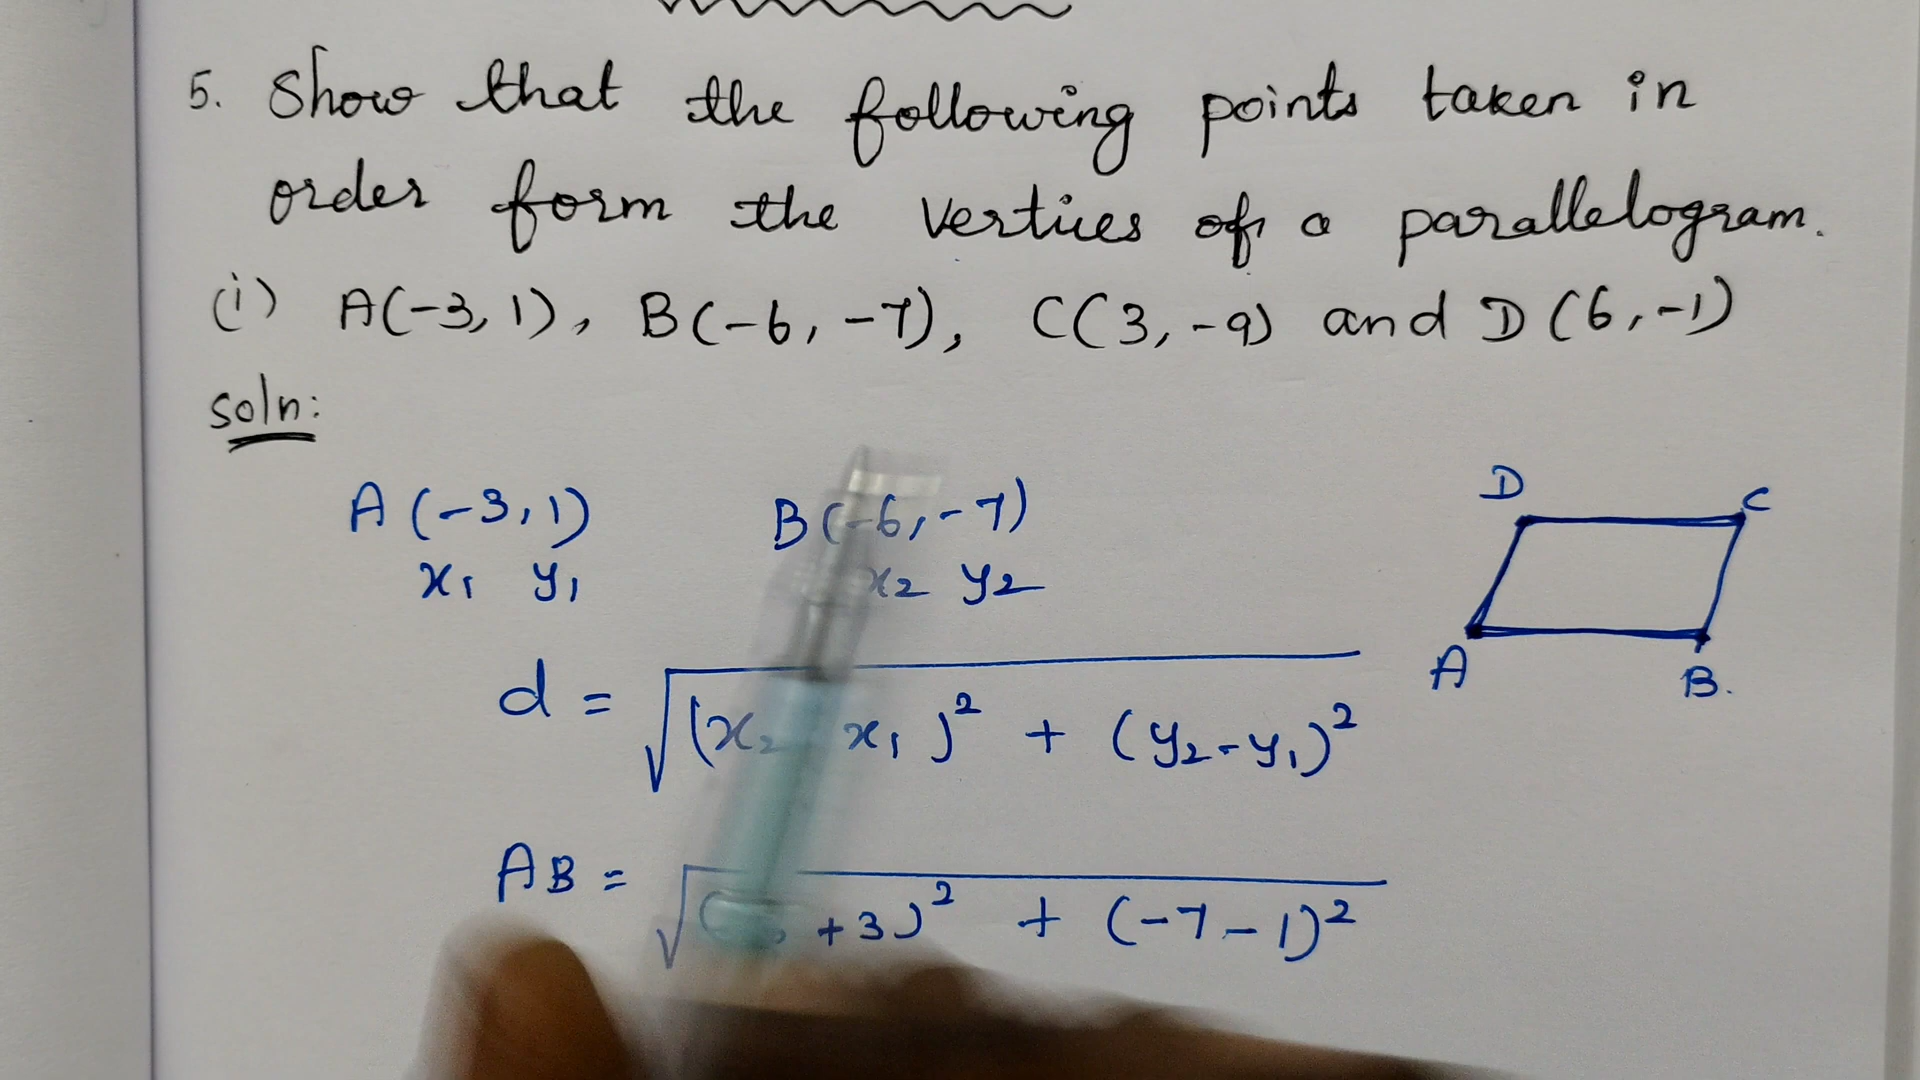 5. Show that the following points taken in
order form the vertices of a parallelogram.
(i) A(-3, 1), B(-6, -7), C(3, -9) and D(6, -1)
Soln:
A(-3, 1) B(-6, -7)
x₁ y₁ x₂ y₂
D C
A B.
d = √(x₂ x₁)² + (y₂-y₁)²
AB = √( +3)² + (-7-1)²